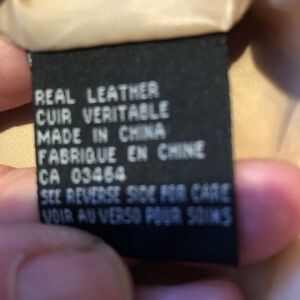 REAL LEATHER
CUIR VERITABLE
MADE IN CHINA
FABRIQUE EN CHINE
CA 03464
SEE REVERSE SIDE FOR CARE
VOIR AU VERSO POUR SOINS